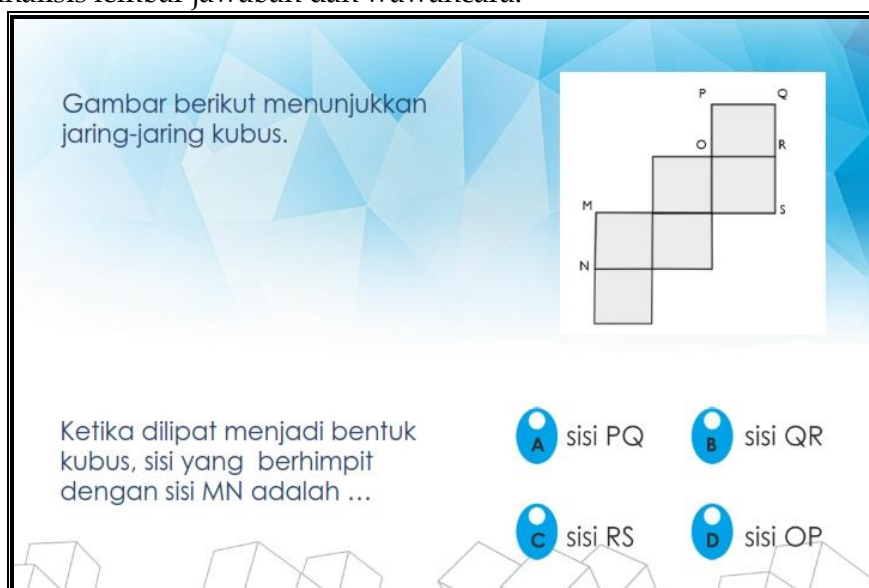 Gambar berikut menunjukkan
jaring-jaring kubus.
P Q
O R
M S
N
Ketika dilipat menjadi bentuk
kubus, sisi yang berhimpit
dengan sisi MN adalah ...
A sisi PQ
B sisi QR
C sisi RS
D sisi OP